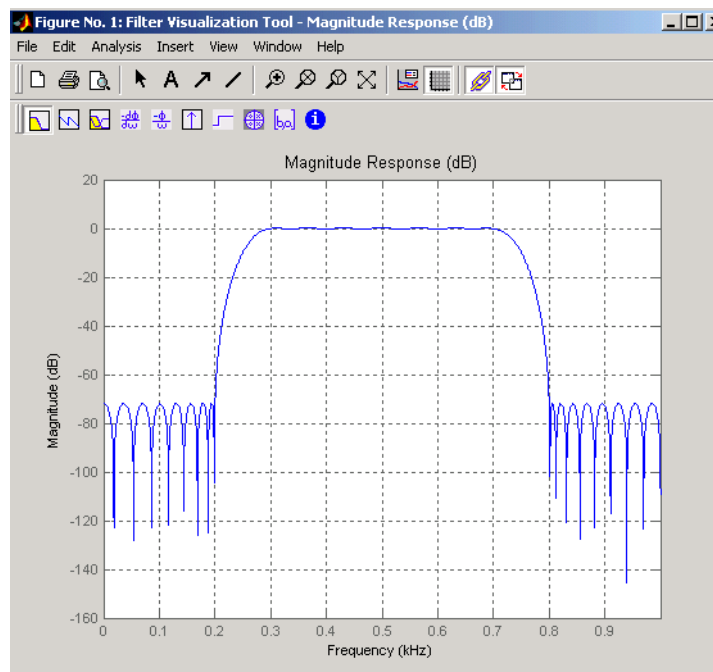 Figure No. 1: Filter Visualization Tool - Magnitude Response (dB)
File Edit Analysis Insert View Window Help
A
[b,a]
i
Magnitude Response (dB)
20
0
-20
-40
-60
-80
-100
-120
-140
-160
Magnitude (dB)
0 0.1 0.2 0.3 0.4 0.5 0.6 0.7 0.8 0.9
Frequency (kHz)